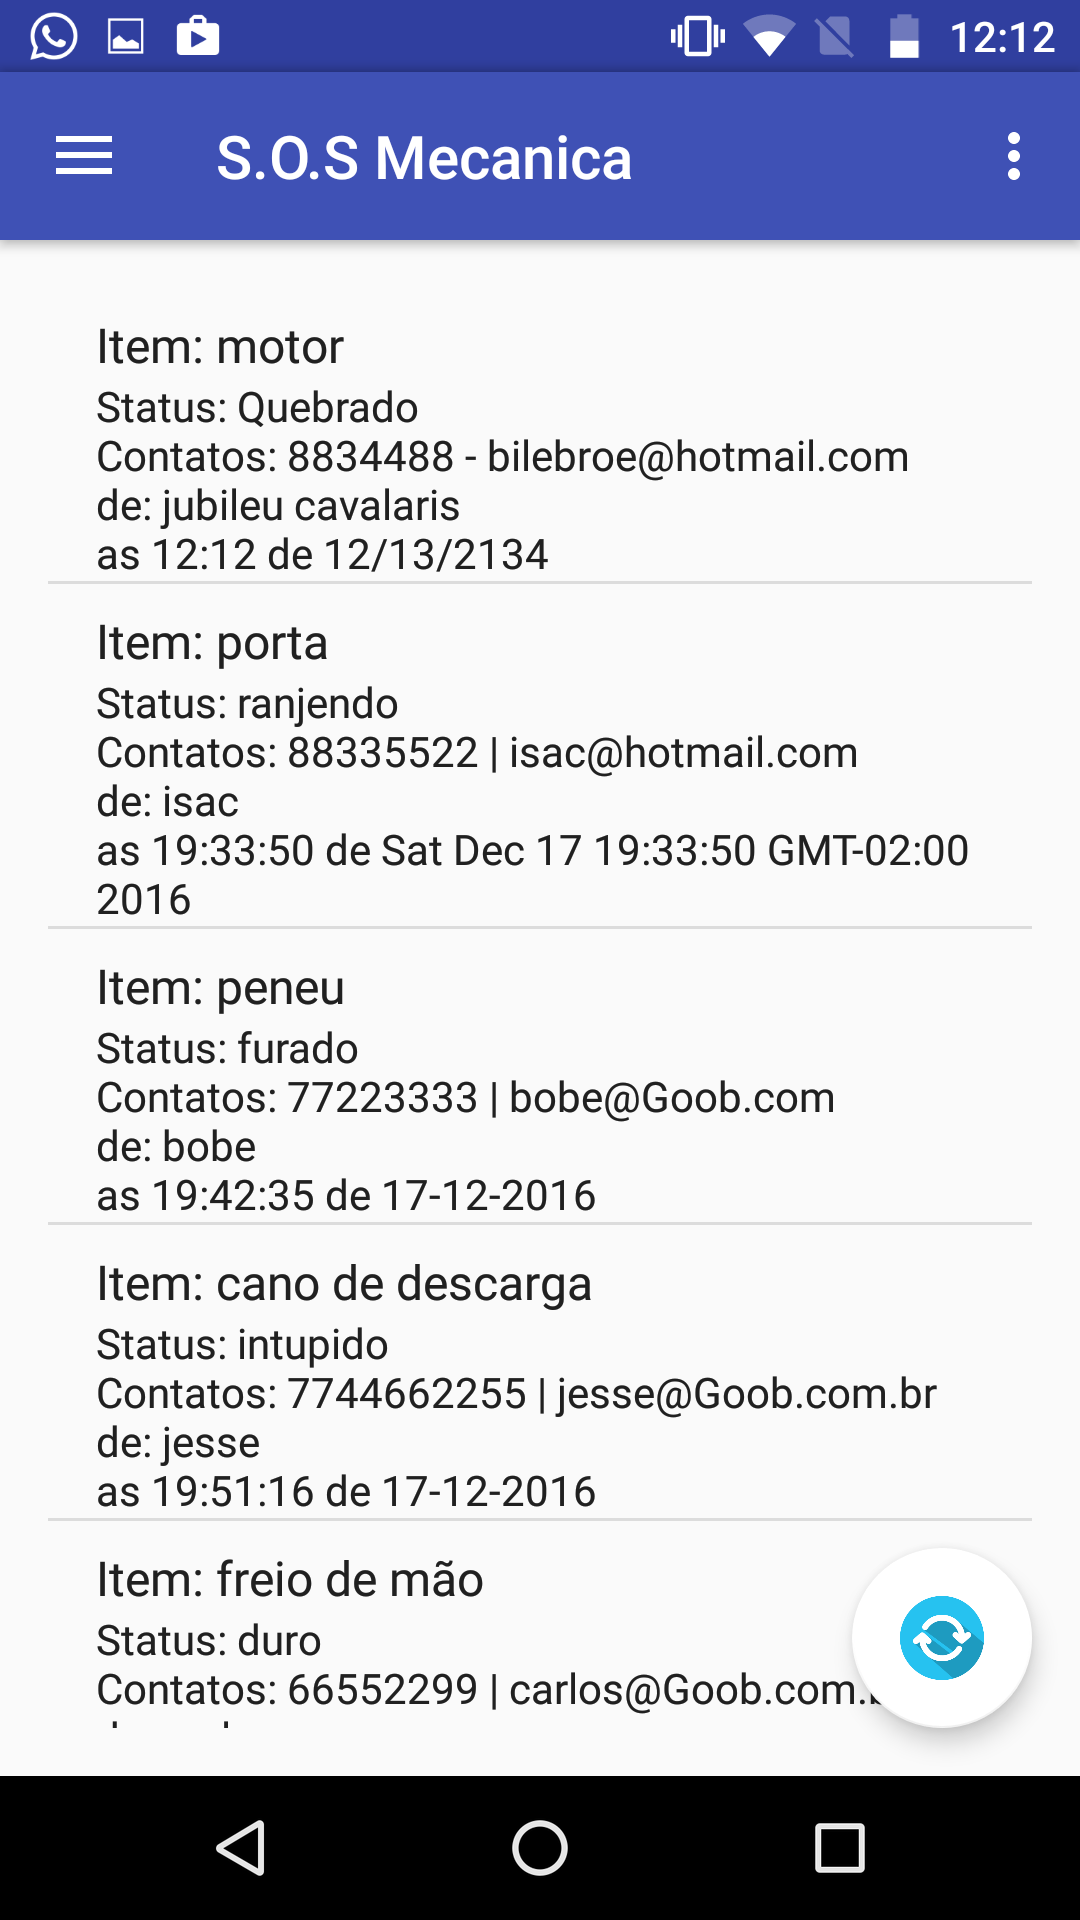 12:12
S.O.S Mecanica
Item: motor
Status: Quebrado
Contatos: 8834488 - bilebroe@hotmail.com
de: jubileu cavalaris
as 12:12 de 12/13/2134
Item: porta
Status: ranjendo
Contatos: 88335522 | isac@hotmail.com
de: isac
as 19:33:50 de Sat Dec 17 19:33:50 GMT-02:00
2016
Item: peneu
Status: furado
Contatos: 77223333 | bobe@Goob.com
de: bobe
as 19:42:35 de 17-12-2016
Item: cano de descarga
Status: intupido
Contatos: 7744662255 | jesse@Goob.com.br
de: jesse
as 19:51:16 de 17-12-2016
Item: freio de mão
Status: duro
Contatos: 66552299 | carlos@Goob.com.